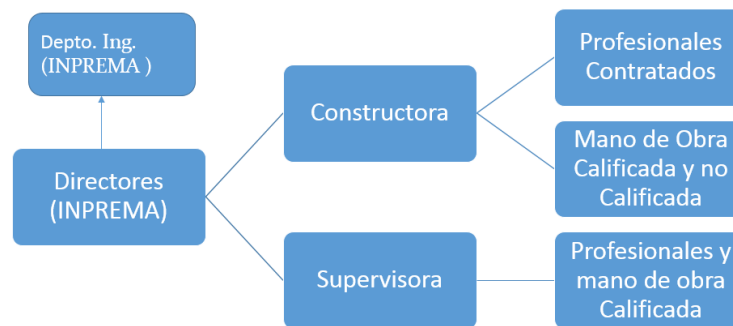 Depto. Ing.
(INPREMA )
Directores
(INPREMA)
Constructora
Supervisora
Profesionales
Contratados
Mano de Obra
Calificada y no
Calificada
Profesionales y
mano de obra
Calificada